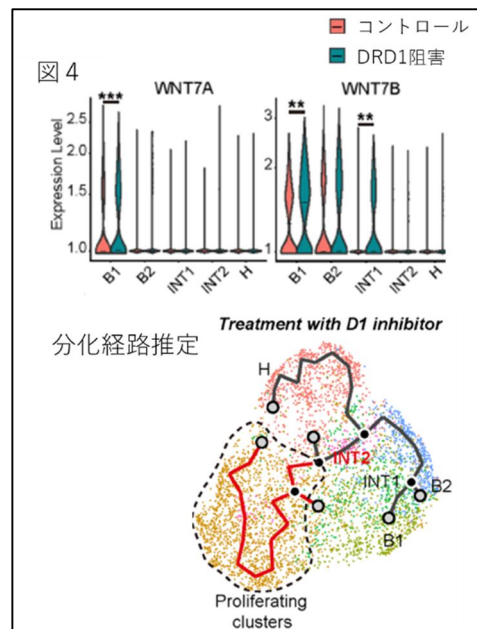 コントロール
DRD1阻害
図４
WNT7A
WNT7B
***
**
**
Expression Level
2.5
2.0
1.5
1.0
3
2
1
B1
B2
INT1
INT2
H
B1
B2
INT1
INT2
H
分化経路推定
Treatment with D1 inhibitor
H
INT2
INT1
B2
B1
Proliferating
clusters